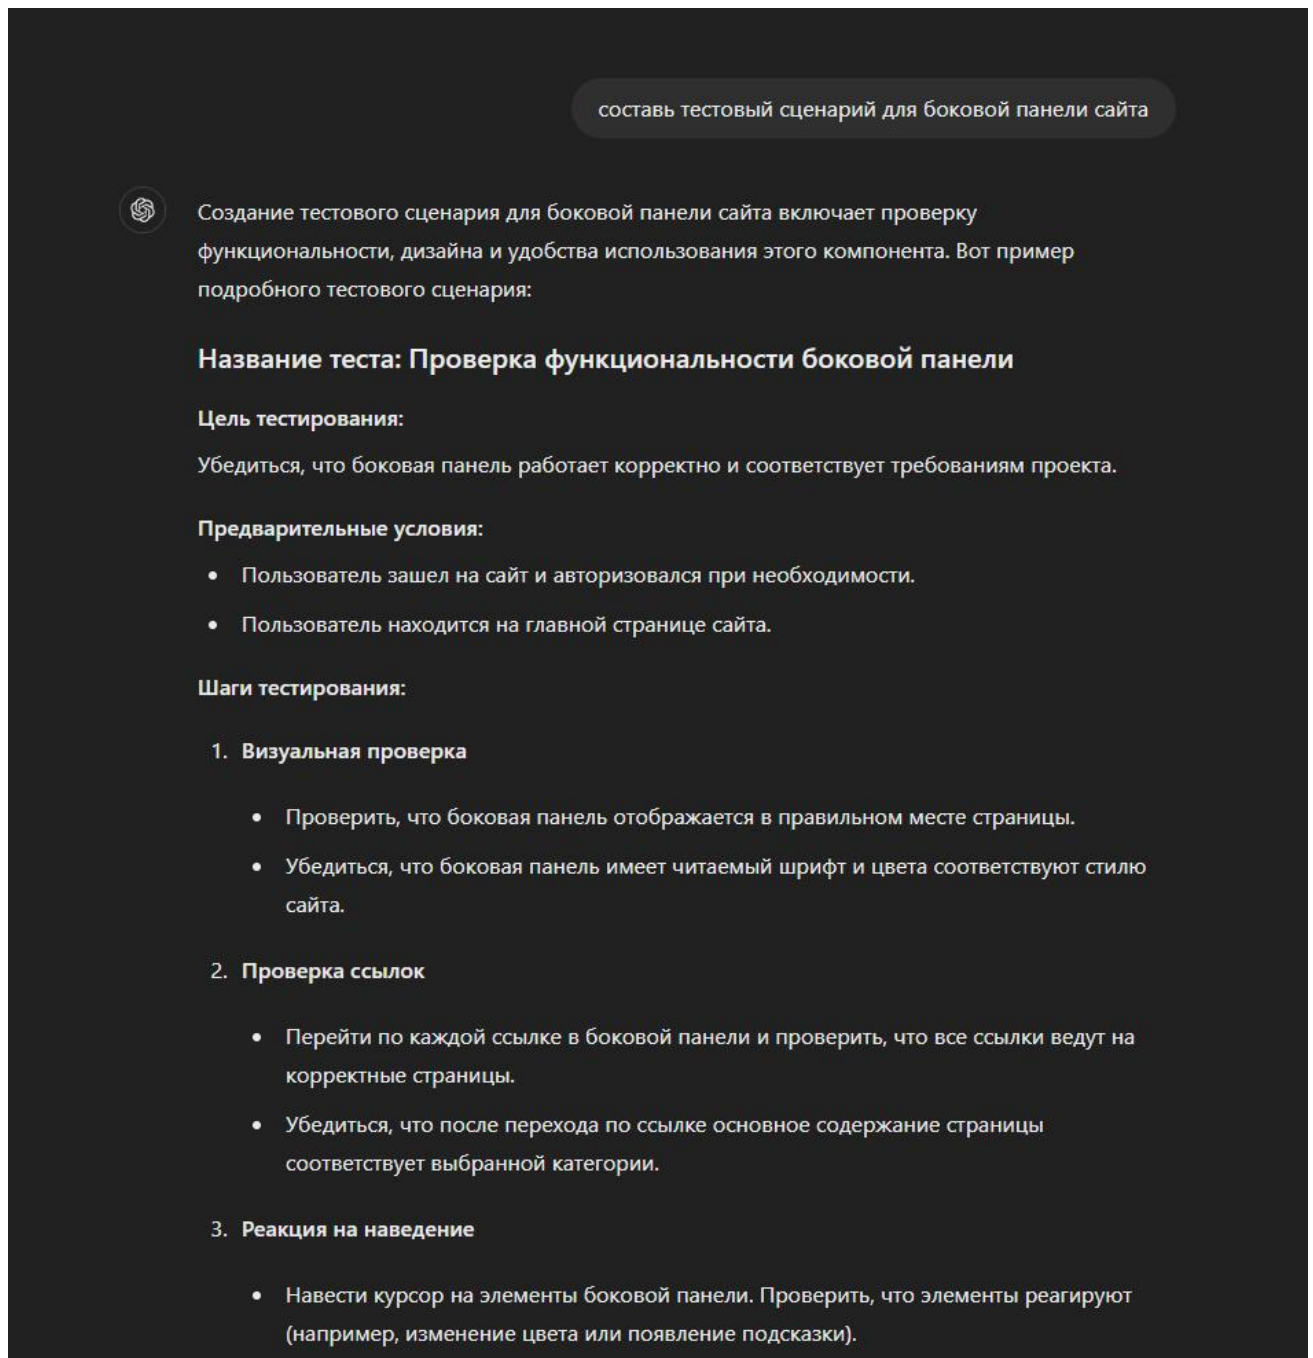 составь тестовый сценарий для боковой панели сайта
Создание тестового сценария для боковой панели сайта включает проверку
функциональности, дизайна и удобства использования этого компонента. Вот пример
подробного тестового сценария:
Название теста: Проверка функциональности боковой панели
Цель тестирования:
Убедиться, что боковая панель работает корректно и соответствует требованиям проекта.
Предварительные условия:
• Пользователь зашел на сайт и авторизовался при необходимости.
• Пользователь находится на главной странице сайта.
Шаги тестирования:
1. Визуальная проверка
• Проверить, что боковая панель отображается в правильном месте страницы.
• Убедиться, что боковая панель имеет читаемый шрифт и цвета соответствуют стилю
сайта.
2. Проверка ссылок
• Перейти по каждой ссылке в боковой панели и проверить, что все ссылки ведут на
корректные страницы.
• Убедиться, что после перехода по ссылке основное содержание страницы
соответствует выбранной категории.
3. Реакция на наведение
• Навести курсор на элементы боковой панели. Проверить, что элементы реагируют
(например, изменение цвета или появление подсказки).